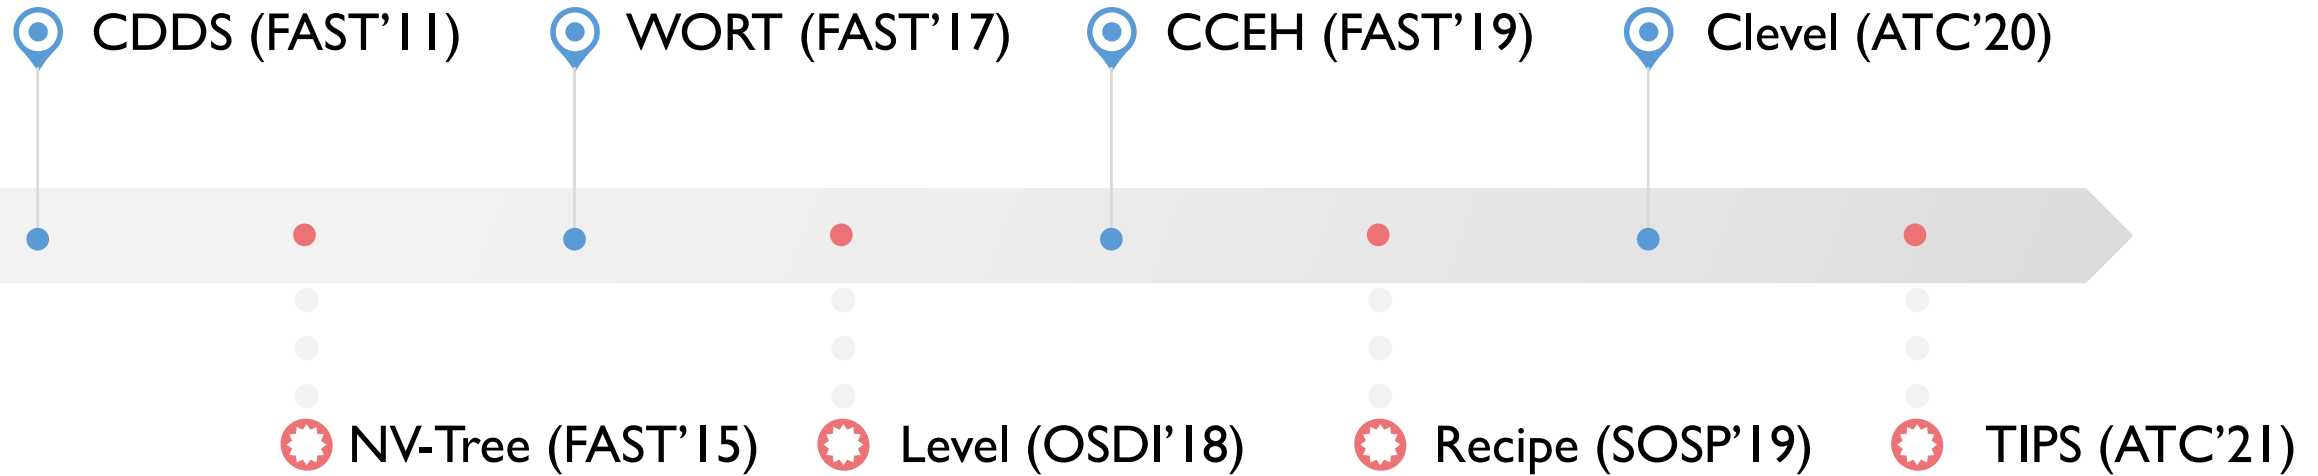 CDDS (FAST’11)
WORT (FAST’17)
CCEH (FAST’19)
Clevel (ATC’20)
NV-Tree (FAST’15)
Level (OSDI’18)
Recipe (SOSP’19)
TIPS (ATC’21)